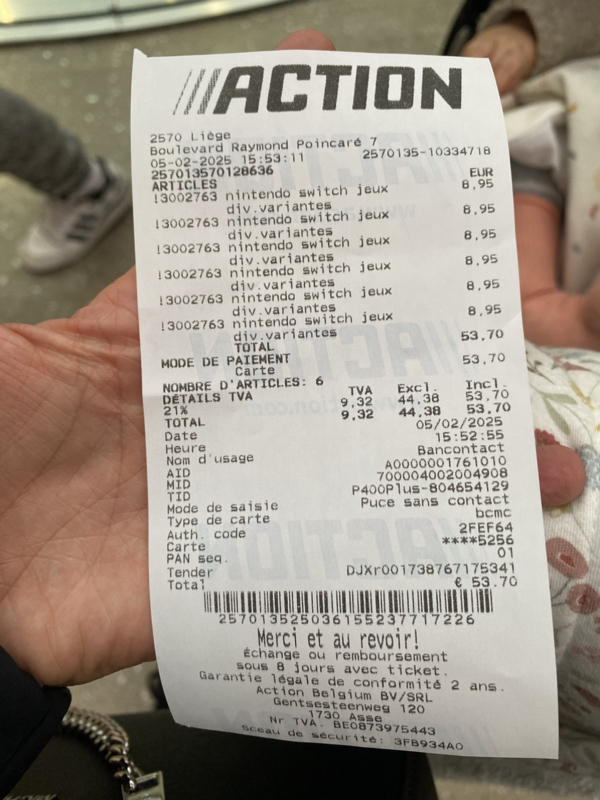 ///ACTION
2570 Liège
Boulevard Raymond Poincaré 7
05-02-2025 15:53:11 2570135-10334718
257013570128636
ARTICLES EUR
!3002763 nintendo switch jeux 8,95
div.variantes
!3002763 nintendo switch jeux 8,95
div.variantes
!3002763 nintendo switch jeux 8,95
div.variantes
!3002763 nintendo switch jeux 8,95
div.variantes
!3002763 nintendo switch jeux 8,95
div.variantes
!3002763 nintendo switch jeux 8,95
div.variantes
TOTAL 53,70
MODE DE PAIEMENT
Carte 53,70
NOMBRE D'ARTICLES: 6
DÉTAILS TVA TVA Excl. Incl.
21% 9,32 44,38 53,70
TOTAL 9,32 44,38 53,70
Date 05/02/2025
Heure 15:52:55
Nom d'usage Bancontact
AID A0000001761010
MID 700004002004908
TID P400Plus-804654129
Mode de saisie Puce sans contact
Type de carte bcmc
Auth. code 2FEF64
Carte ****5256
PAN seq. 01
Tender DJXr001738767175341
Total € 53.70
257013525036155237717226
Merci et au revoir!
Échange ou remboursement
sous 8 jours avec ticket.
Garantie légale de conformité 2 ans.
Action Belgium BV/SRL
Gentsesteenweg 120
1730 Asse
Nr TVA. BE0873975443
Sceau de sécurité: 3FB934A0